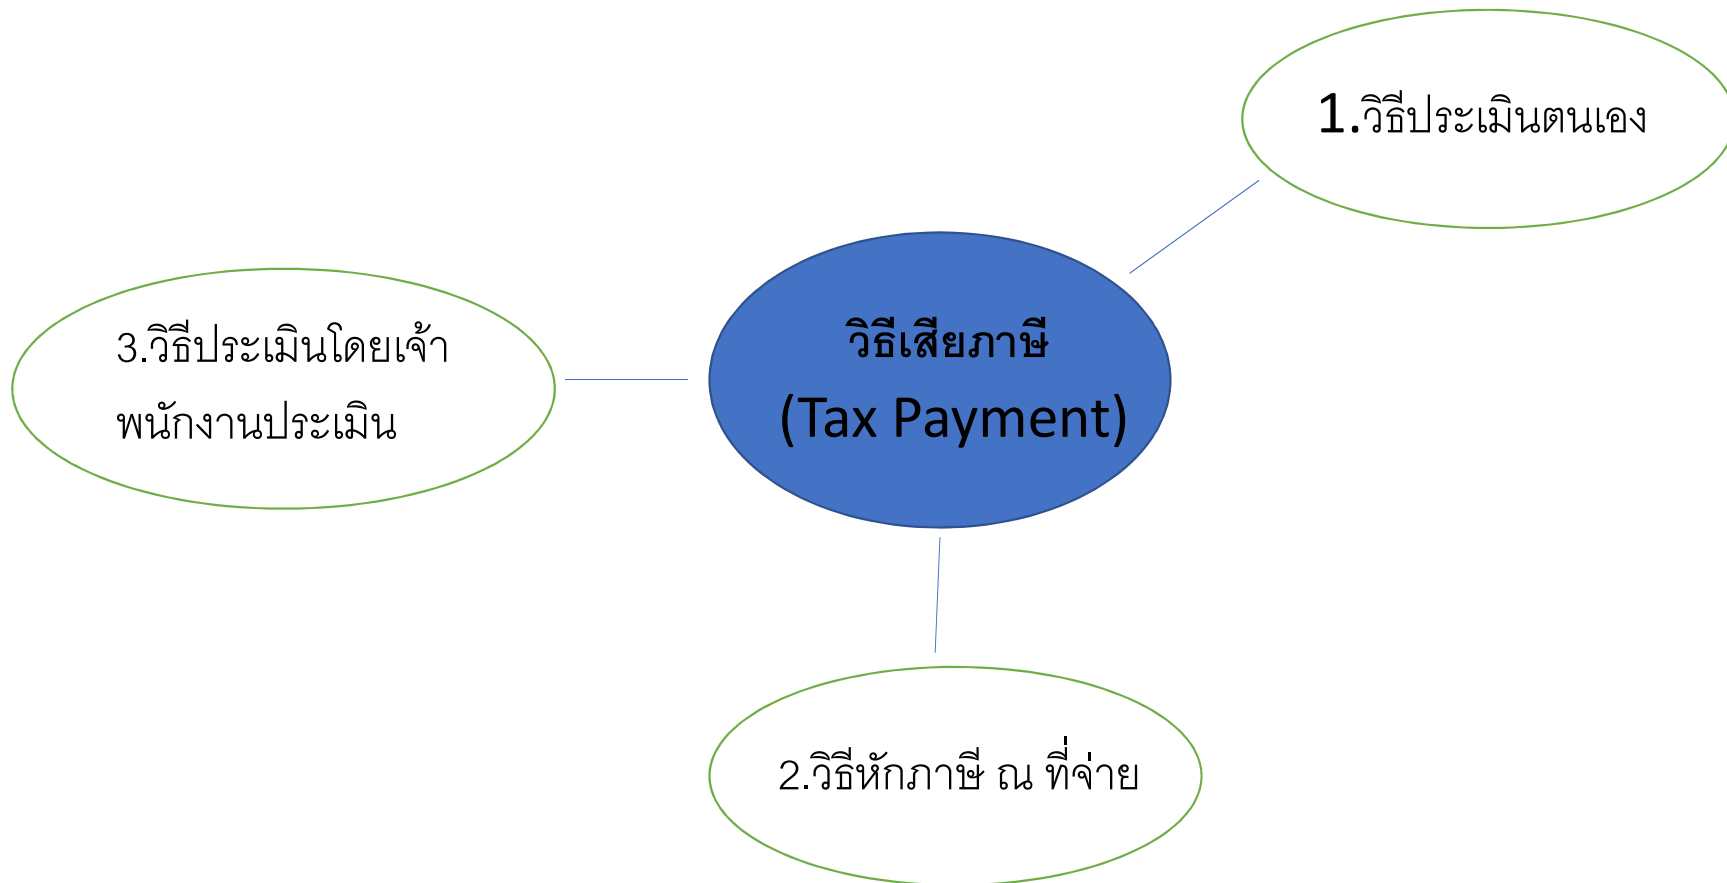 วิธีเสียภาษี
(Tax Payment)
1.วิธีประเมินตนเอง
2.วิธีหักภาษี ณ ที่จ่าย
3.วิธีประเมินโดยเจ้า
พนักงานประเมิน